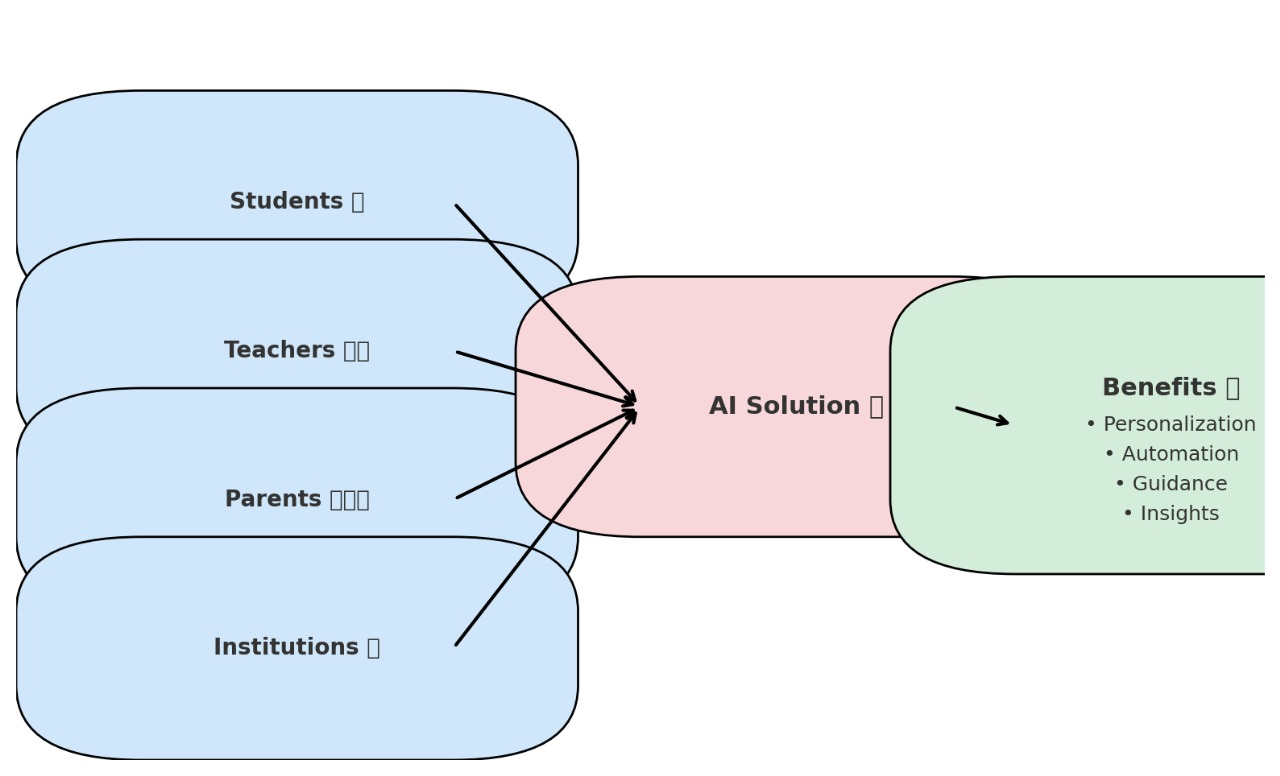 Students
Teachers
Parents
Institutions
AI Solution
Benefits
• Personalization
• Automation
• Guidance
• Insights